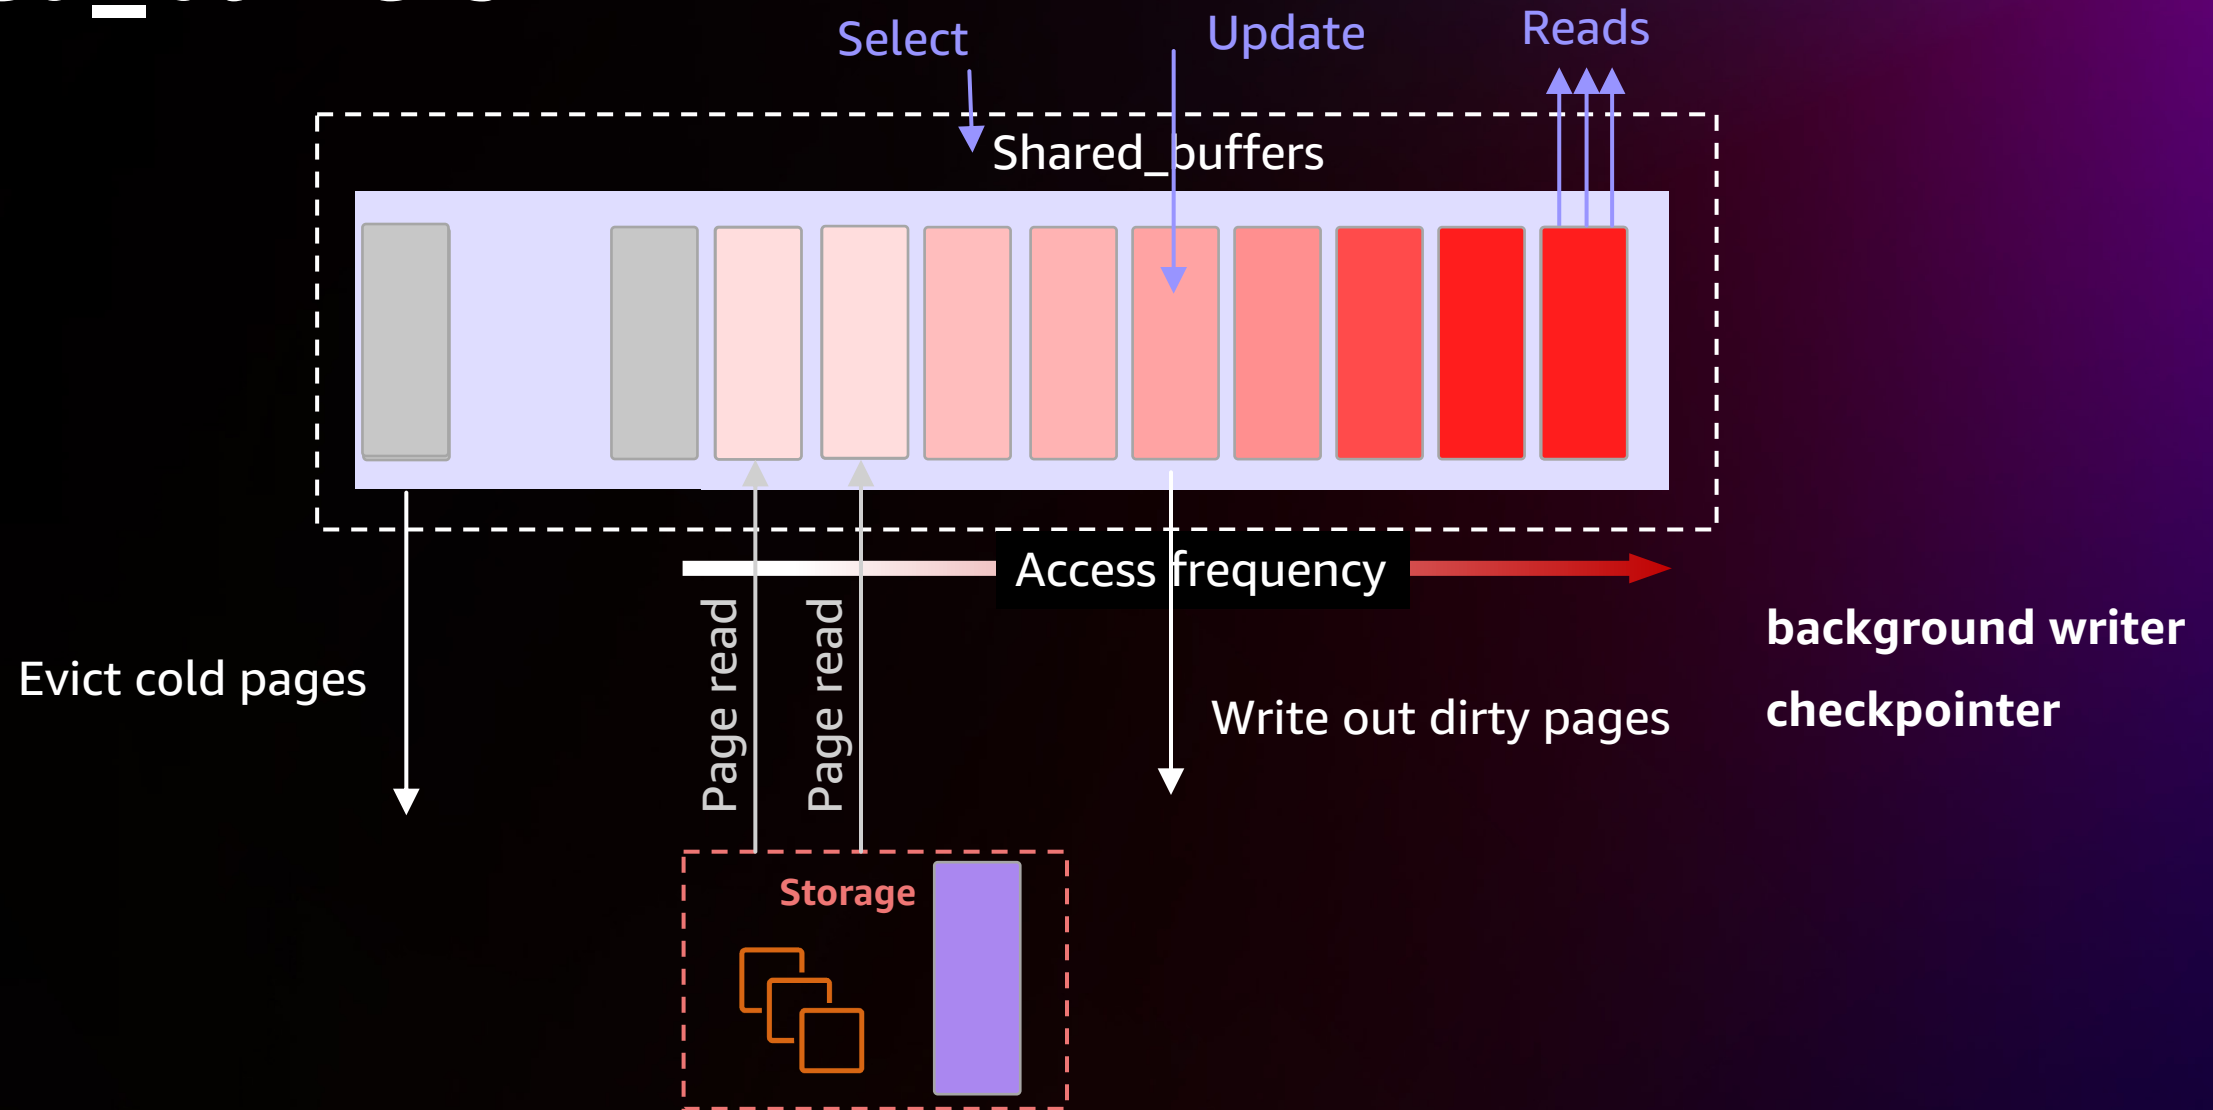 Select
Update
Reads
Shared_buffers
Access frequency
Page read
Page read
Evict cold pages
Write out dirty pages
background writer
checkpointer
Storage